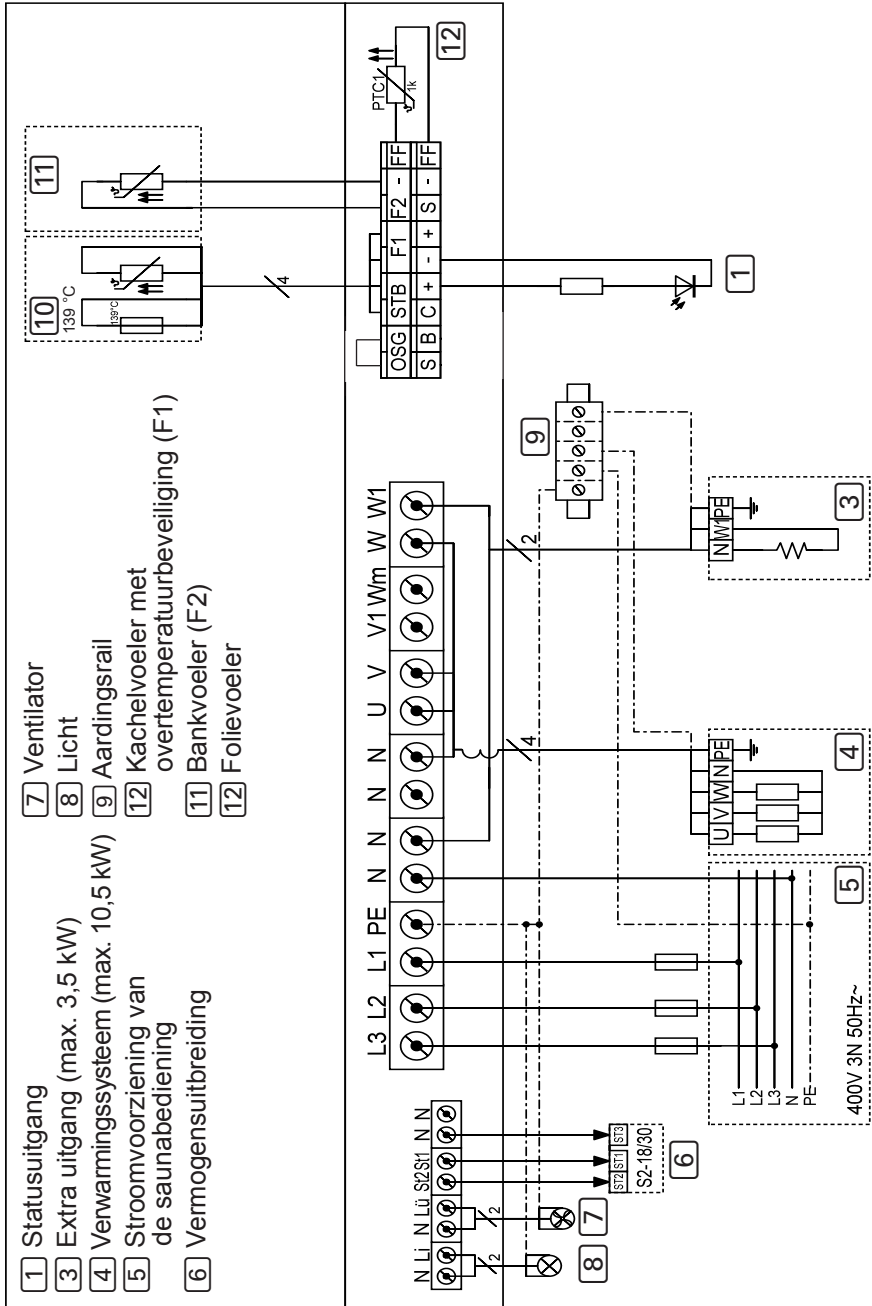 1 Statusuitgang
3 Extra uitgang (max. 3,5 kW)
4 Verwarmingssysteem (max. 10,5 kW)
5 Stroomvoorziening van
de saunabediening
6 Vermogensuitbreiding
7 Ventilator
8 Licht
9 Aardingsrail
12 Kachelvoeler met
overtemperatuurbeveiliging (F1)
11 Bankvoeler (F2)
12 Folievoeler
10
139 °C
139°C
11
4
PTC1
1k
12
N Li N Lü St2 St1 N N
L3 L2 L1 PE N N N N U V V1 Wm W W1
OSG STB F1 F2 - FF
S B C + - + S - FF
2
2
4
2
8
7
ST2 ST1 ST3
S2-18/30
6
9
1
L1
L2
L3
N
PE
400V 3N 50Hz~
5
U V W N PE
4
N W1 PE
3